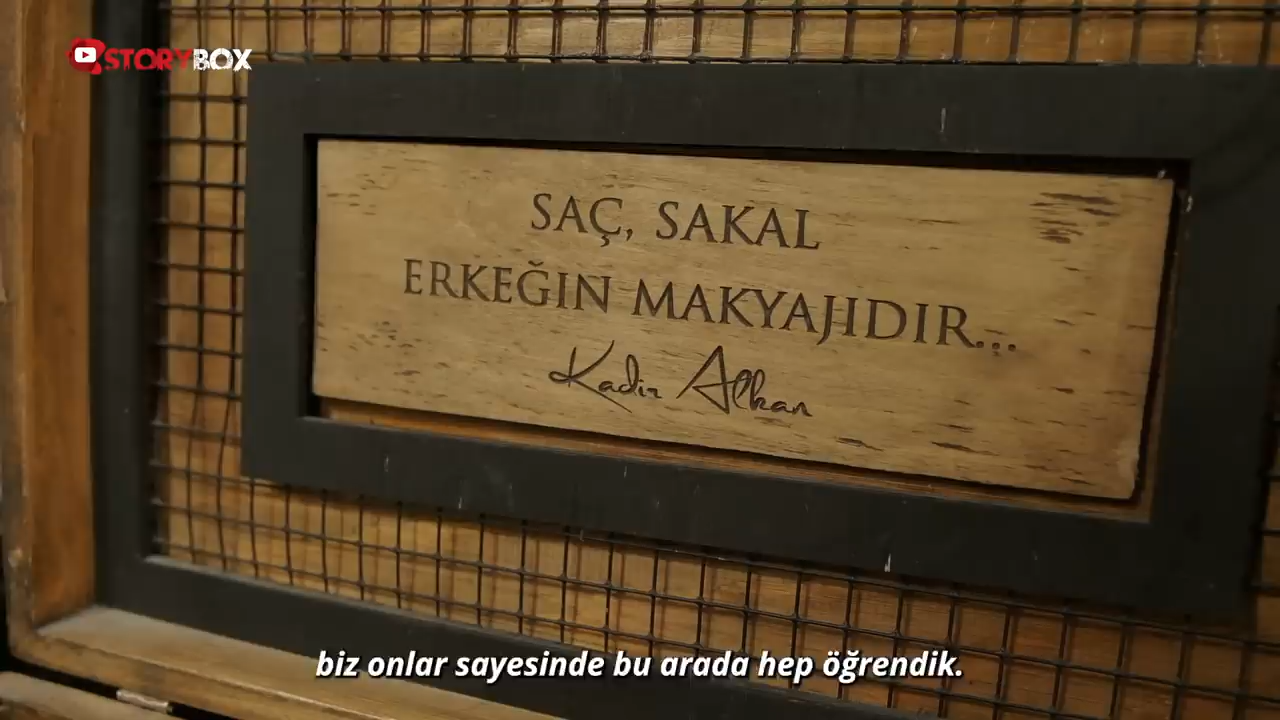 STORYBOX
SAÇ, SAKAL
ERKEĞİN MAKYAJIDIR...
Kadir Alkan
biz onlar sayesinde bu arada hep öğrendik.